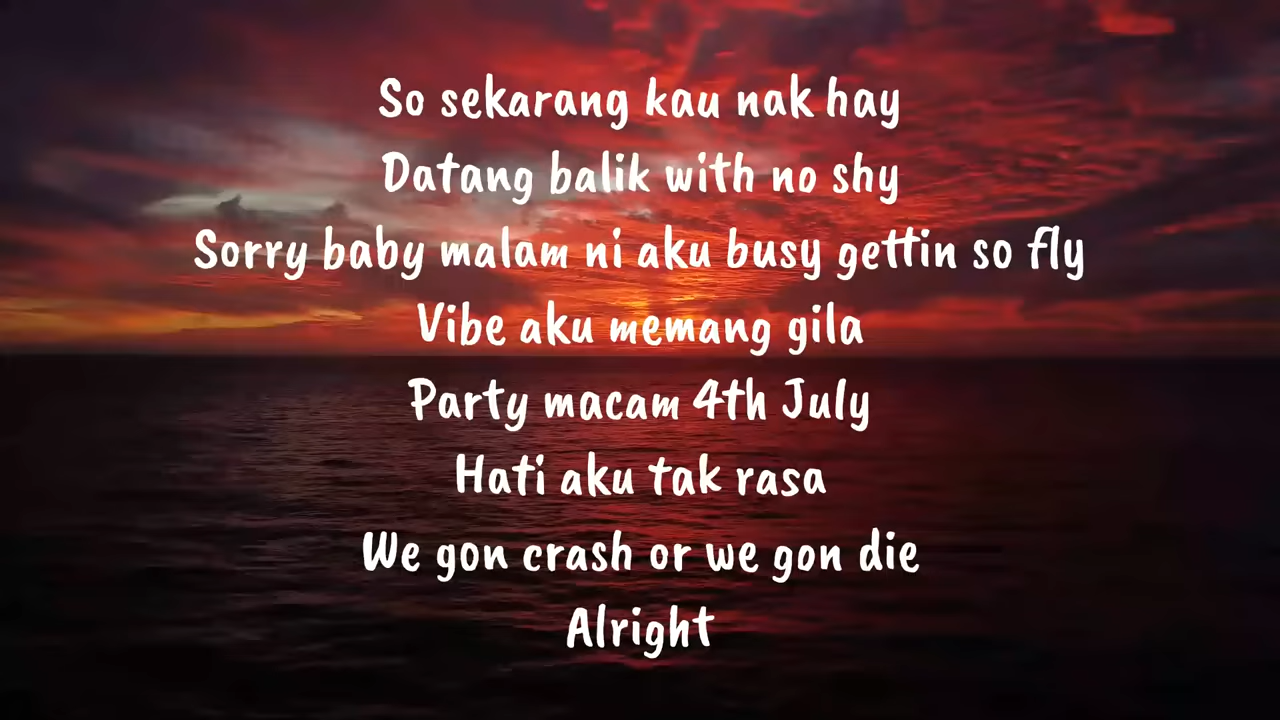 So sekarang kau nak hay
Datang balik with no shy
Sorry baby malam ni aku busy gettin so fly
Vibe aku memang gila
Party macam 4th July
Hati aku tak rasa
We gon crash or we gon die
Alright